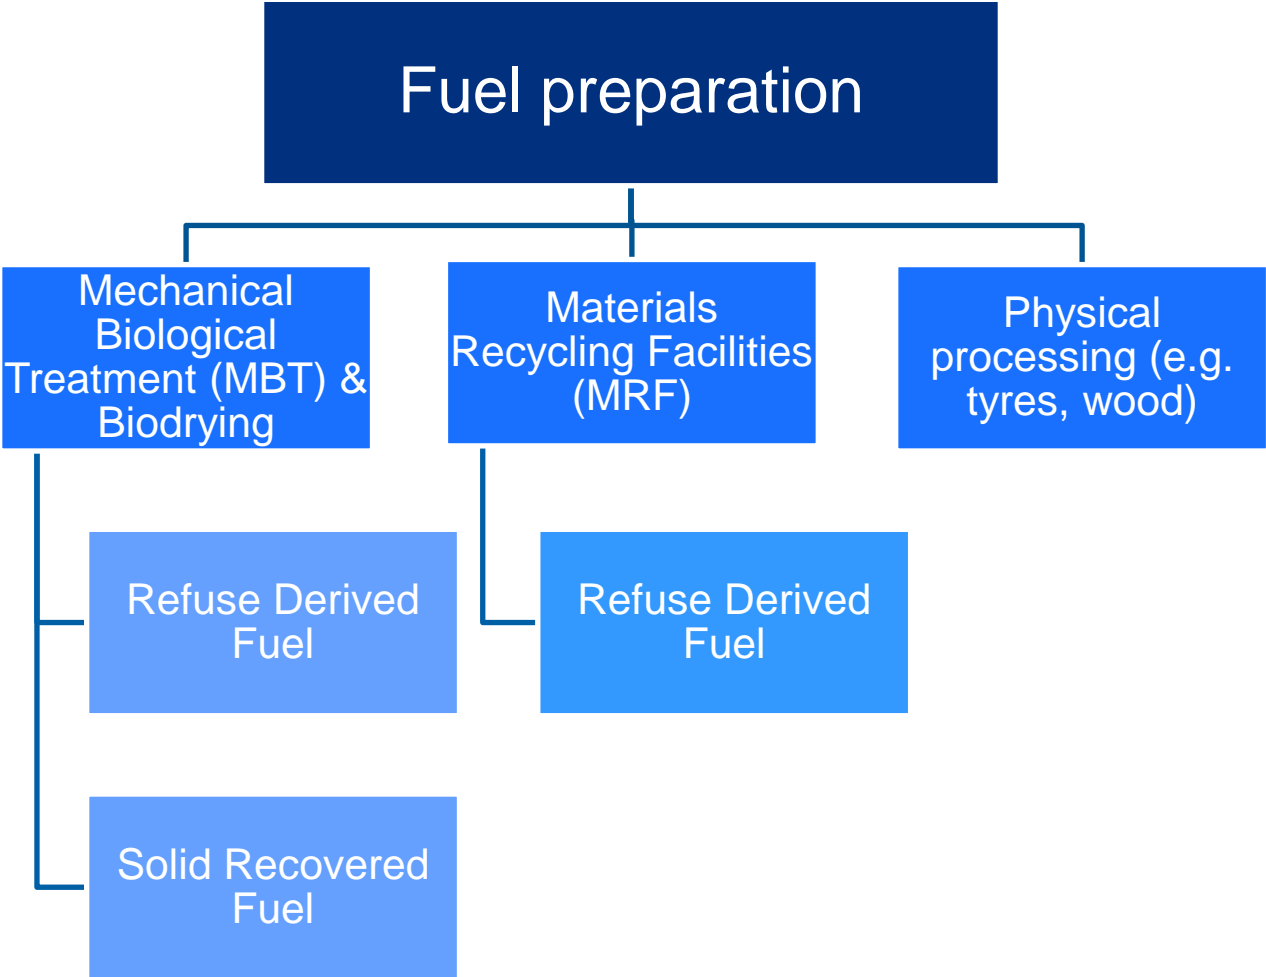 Fuel preparation
Mechanical
Biological
Treatment (MBT) &
Biodrying
Materials
Recycling Facilities
(MRF)
Physical
processing (e.g.
tyres, wood)
Refuse Derived
Fuel
Refuse Derived
Fuel
Solid Recovered
Fuel